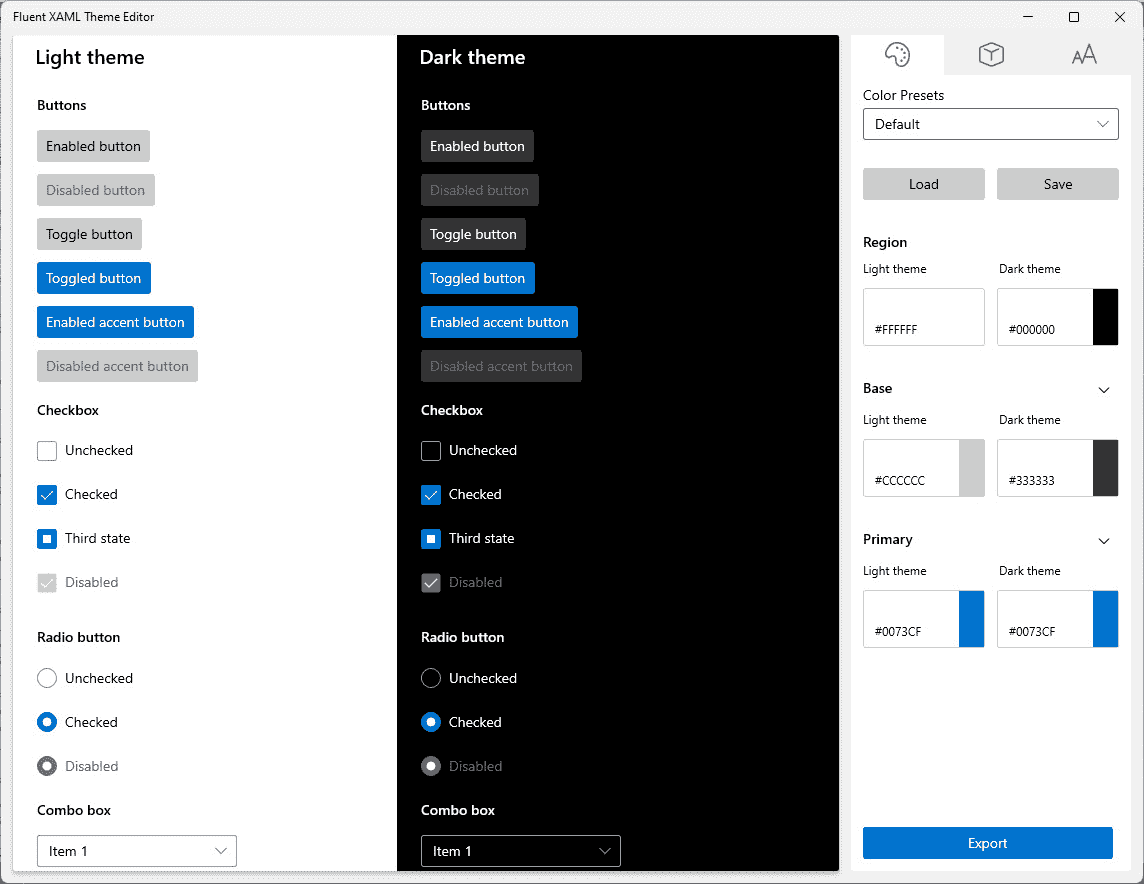 Fluent XAML Theme Editor
Light theme
Buttons
Enabled button
Disabled button
Toggle button
Toggled button
Enabled accent button
Disabled accent button
Checkbox
Unchecked
Checked
Third state
Disabled
Radio button
Unchecked
Checked
Disabled
Combo box
Item 1
Dark theme
Buttons
Enabled button
Disabled button
Toggle button
Toggled button
Enabled accent button
Disabled accent button
Checkbox
Unchecked
Checked
Third state
Disabled
Radio button
Unchecked
Checked
Disabled
Combo box
Item 1
Color Presets
Default
Load Save
Region
Light theme Dark theme
#FFFFFF #000000
Base
Light theme Dark theme
#CCCCCC #333333
Primary
Light theme Dark theme
#0073CF #0073CF
Export